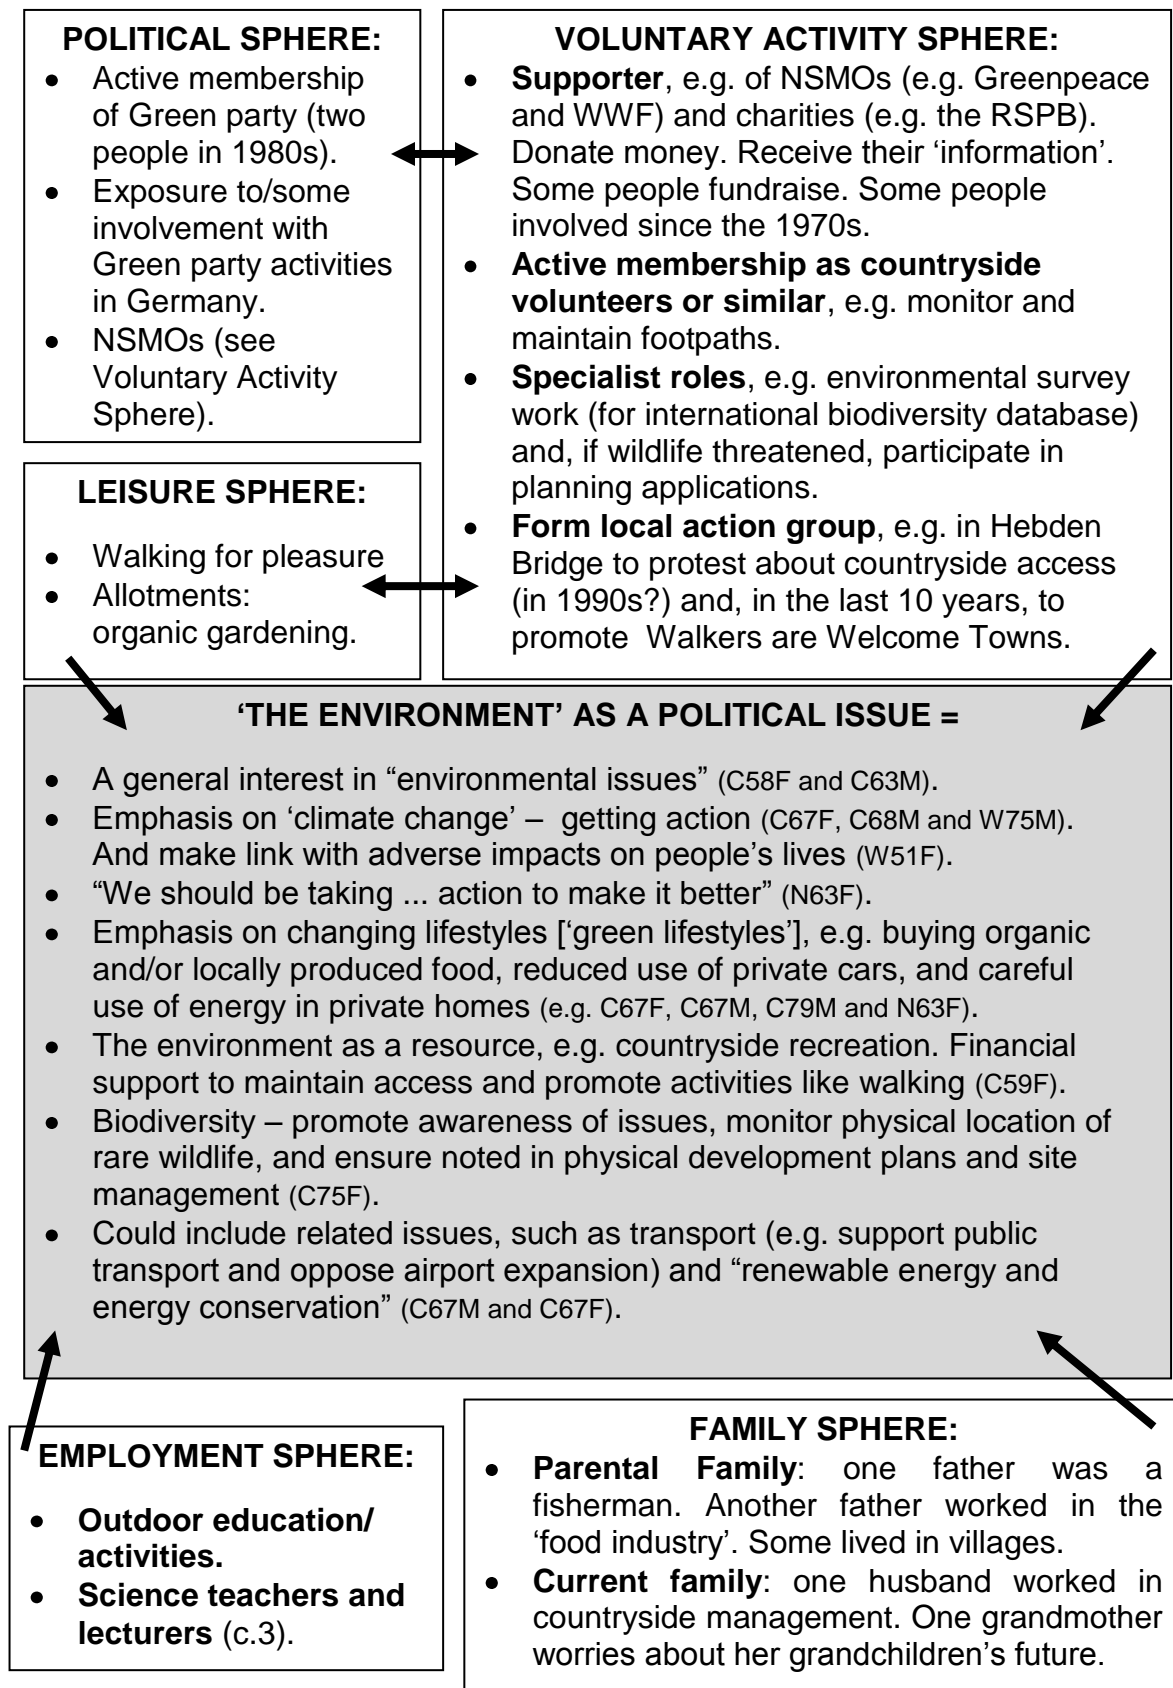 POLITICAL SPHERE:
• Active membership
of Green party (two
people in 1980s).
• Exposure to/some
involvement with
Green party activities
in Germany.
• NSMOs (see
Voluntary Activity
Sphere).
VOLUNTARY ACTIVITY SPHERE:
• Supporter, e.g. of NSMOs (e.g. Greenpeace
and WWF) and charities (e.g. the RSPB).
Donate money. Receive their ‘information’.
Some people fundraise. Some people
involved since the 1970s.
• Active membership as countryside
volunteers or similar, e.g. monitor and
maintain footpaths.
• Specialist roles, e.g. environmental survey
work (for international biodiversity database)
and, if wildlife threatened, participate in
planning applications.
• Form local action group, e.g. in Hebden
Bridge to protest about countryside access
(in 1990s?) and, in the last 10 years, to
promote Walkers are Welcome Towns.
LEISURE SPHERE:
• Walking for pleasure
• Allotments:
organic gardening.
‘THE ENVIRONMENT’ AS A POLITICAL ISSUE =
• A general interest in “environmental issues” (C58F and C63M).
• Emphasis on ‘climate change’ – getting action (C67F, C68M and W75M).
And make link with adverse impacts on people’s lives (W51F).
• “We should be taking ... action to make it better” (N63F).
• Emphasis on changing lifestyles [‘green lifestyles’], e.g. buying organic
and/or locally produced food, reduced use of private cars, and careful
use of energy in private homes (e.g. C67F, C67M, C79M and N63F).
• The environment as a resource, e.g. countryside recreation. Financial
support to maintain access and promote activities like walking (C59F).
• Biodiversity – promote awareness of issues, monitor physical location of
rare wildlife, and ensure noted in physical development plans and site
management (C75F).
• Could include related issues, such as transport (e.g. support public
transport and oppose airport expansion) and “renewable energy and
energy conservation” (C67M and C67F).
EMPLOYMENT SPHERE:
• Outdoor education/
activities.
• Science teachers and
lecturers (c.3).
FAMILY SPHERE:
• Parental Family: one father was a
fisherman. Another father worked in the
‘food industry’. Some lived in villages.
• Current family: one husband worked in
countryside management. One grandmother
worries about her grandchildren’s future.